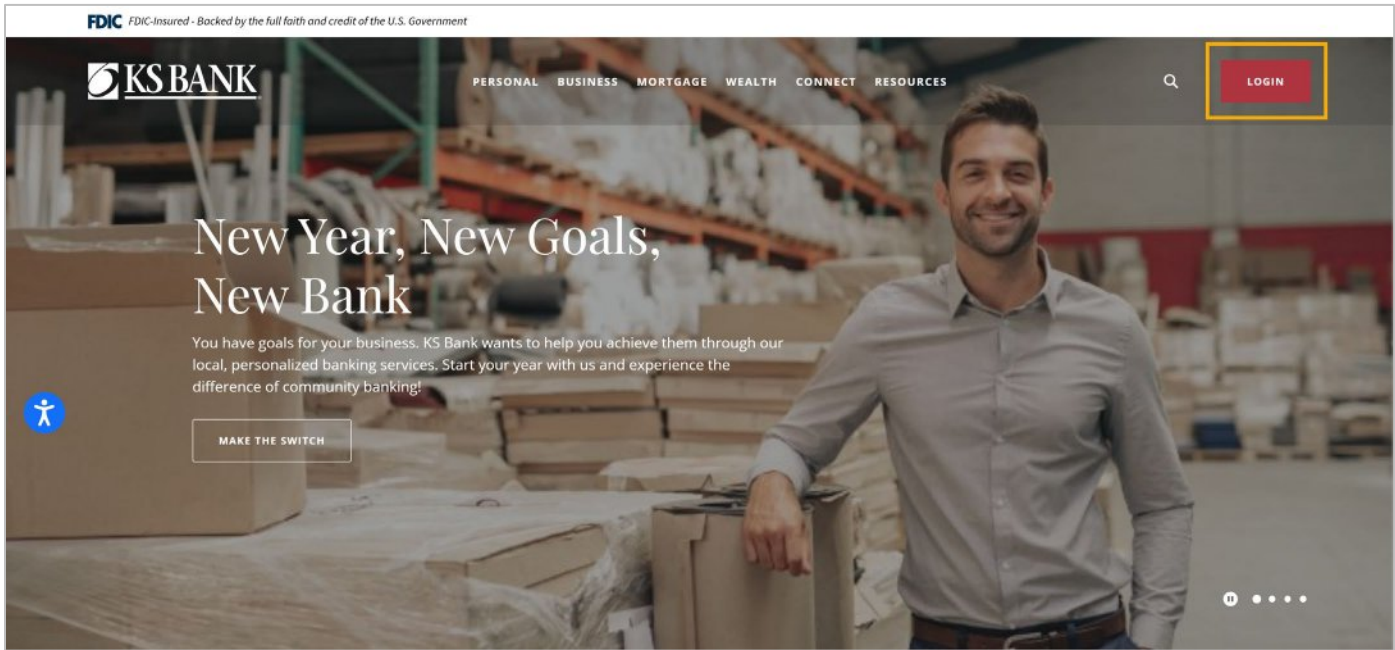 FDIC FDIC-Insured - Backed by the full faith and credit of the U.S. Government
KS BANK
PERSONAL BUSINESS MORTGAGE WEALTH CONNECT RESOURCES
LOGIN
New Year, New Goals,
New Bank
You have goals for your business. KS Bank wants to help you achieve them through our
local, personalized banking services. Start your year with us and experience the
difference of community banking!
MAKE THE SWITCH